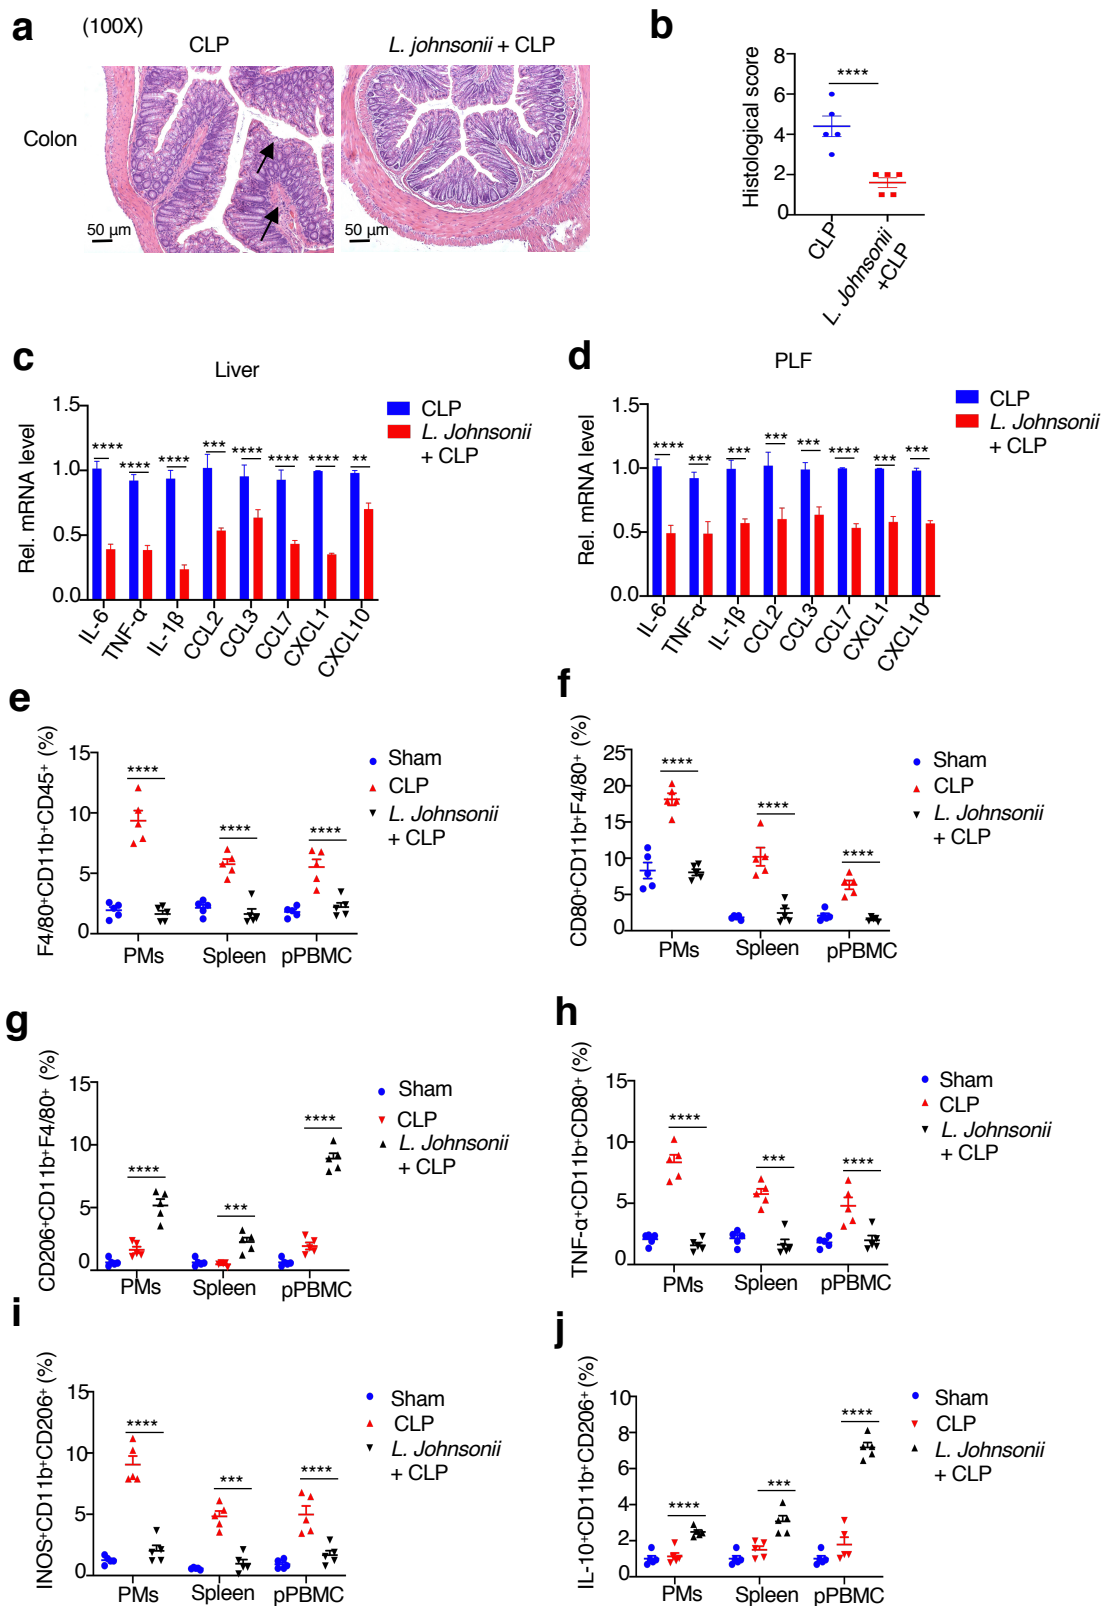 a
(100X)
CLP
L. johnsonii + CLP
Colon
50 µm
50 µm
b
Histological score
8
6
4
2
0
****
CLP
L. Johnsonii
+CLP
c
Liver
Rel. mRNA level
1.5
1.0
0.5
0.0
**** **** **** *** **** **** **** **
IL-6 TNF-α IL-1β CCL2 CCL3 CCL7 CXCL1 CXCL10
CLP
L. Johnsonii
+ CLP
d
PLF
Rel. mRNA level
1.5
1.0
0.5
0.0
**** *** *** *** *** **** *** ***
IL-6 TNF-α IL-1β CCL2 CCL3 CCL7 CXCL1 CXCL10
CLP
L. Johnsonii
+ CLP
e
F4/80+CD11b+CD45+ (%)
15
10
5
0
**** **** ****
PMs Spleen pPBMC
Sham
CLP
L. Johnsonii
+ CLP
f
CD80+CD11b+F4/80+ (%)
25
20
15
10
5
0
**** **** ****
PMs Spleen pPBMC
Sham
CLP
L. Johnsonii
+ CLP
g
CD206+CD11b+F4/80+ (%)
15
10
5
0
**** *** ****
PMs Spleen pPBMC
Sham
CLP
L. Johnsonii
+ CLP
h
TNF-α+CD11b+CD80+ (%)
15
10
5
0
**** *** ****
PMs Spleen pPBMC
Sham
CLP
L. Johnsonii
+ CLP
i
INOS+CD11b+CD206+ (%)
15
10
5
0
**** *** ****
PMs Spleen pPBMC
Sham
CLP
L. Johnsonii
+ CLP
j
IL-10+CD11b+CD206+ (%)
10
8
6
4
2
0
**** *** ****
PMs Spleen pPBMC
Sham
CLP
L. Johnsonii
+ CLP